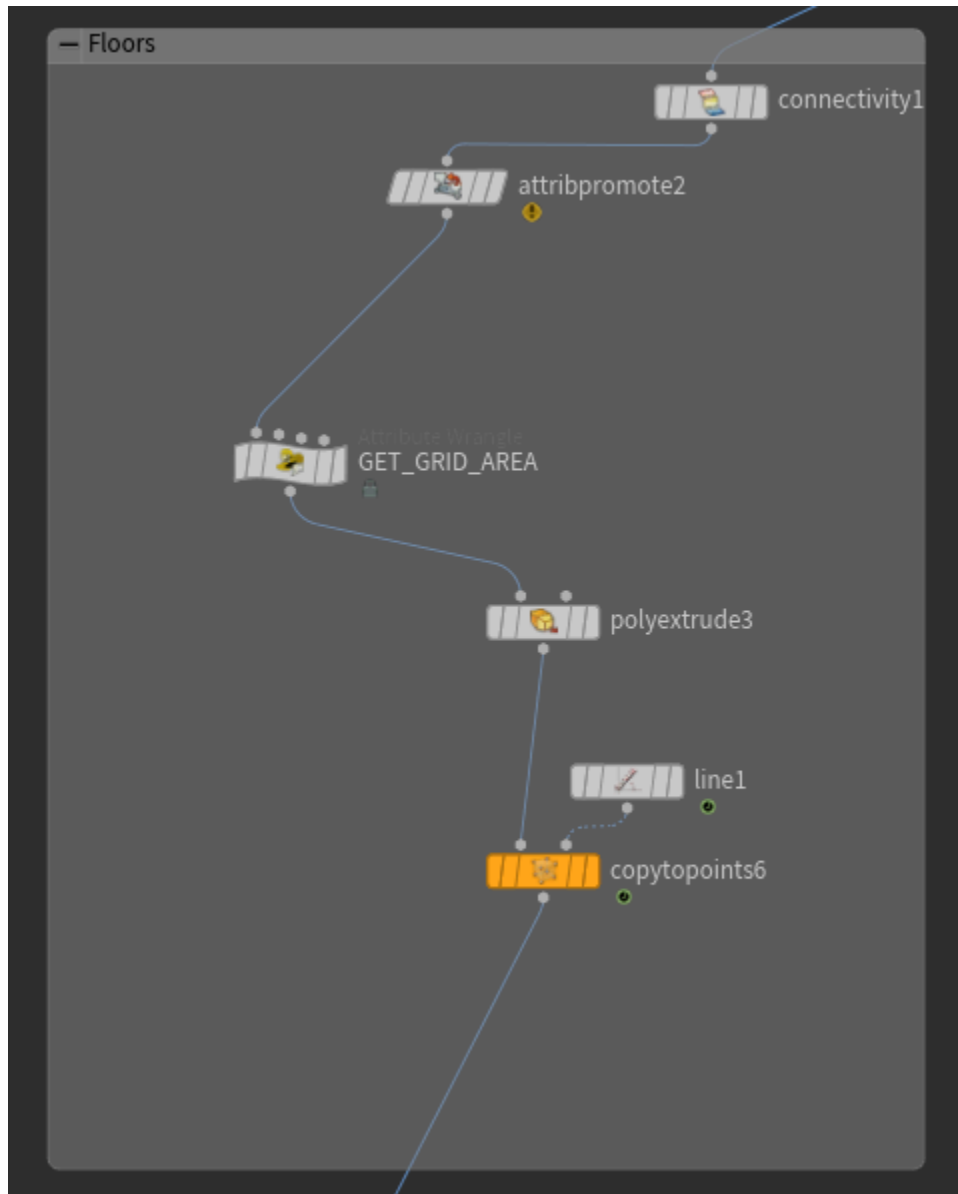 Floors
connectivity1
attribpromote2
Attribute Wrangle
GET_GRID_AREA
polyextrude3
line1
copytopoints6